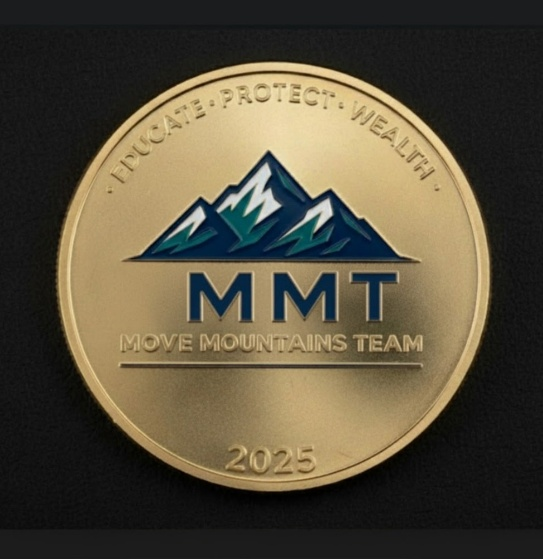 · EDUCATE · PROTECT · WEALTH ·
MMT
MOVE MOUNTAINS TEAM
2025